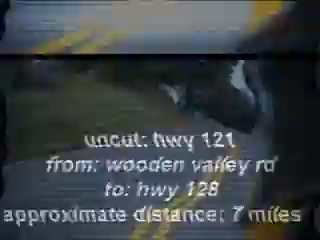 uncut: hwy 121
from: wooden valley rd
to: hwy 128
approximate distance: 7 miles